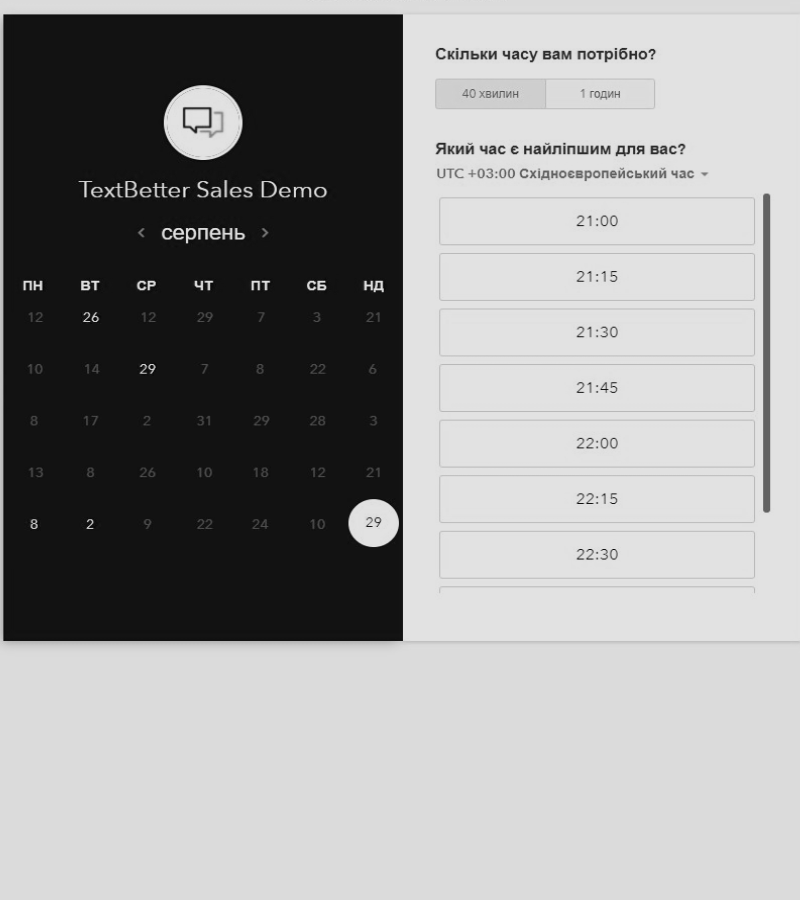 TextBetter Sales Demo
серпень
ПН ВТ СР ЧТ ПТ СБ НД
12 26 12 29 7 3 21
10 14 29 7 8 22 6
8 17 2 31 29 28 3
13 8 26 10 18 12 21
8 2 9 22 24 10 29
Скільки часу вам потрібно?
40 хвилин 1 годин
Який час є найліпшим для вас?
UTC +03:00 Східноєвропейський час
21:00
21:15
21:30
21:45
22:00
22:15
22:30